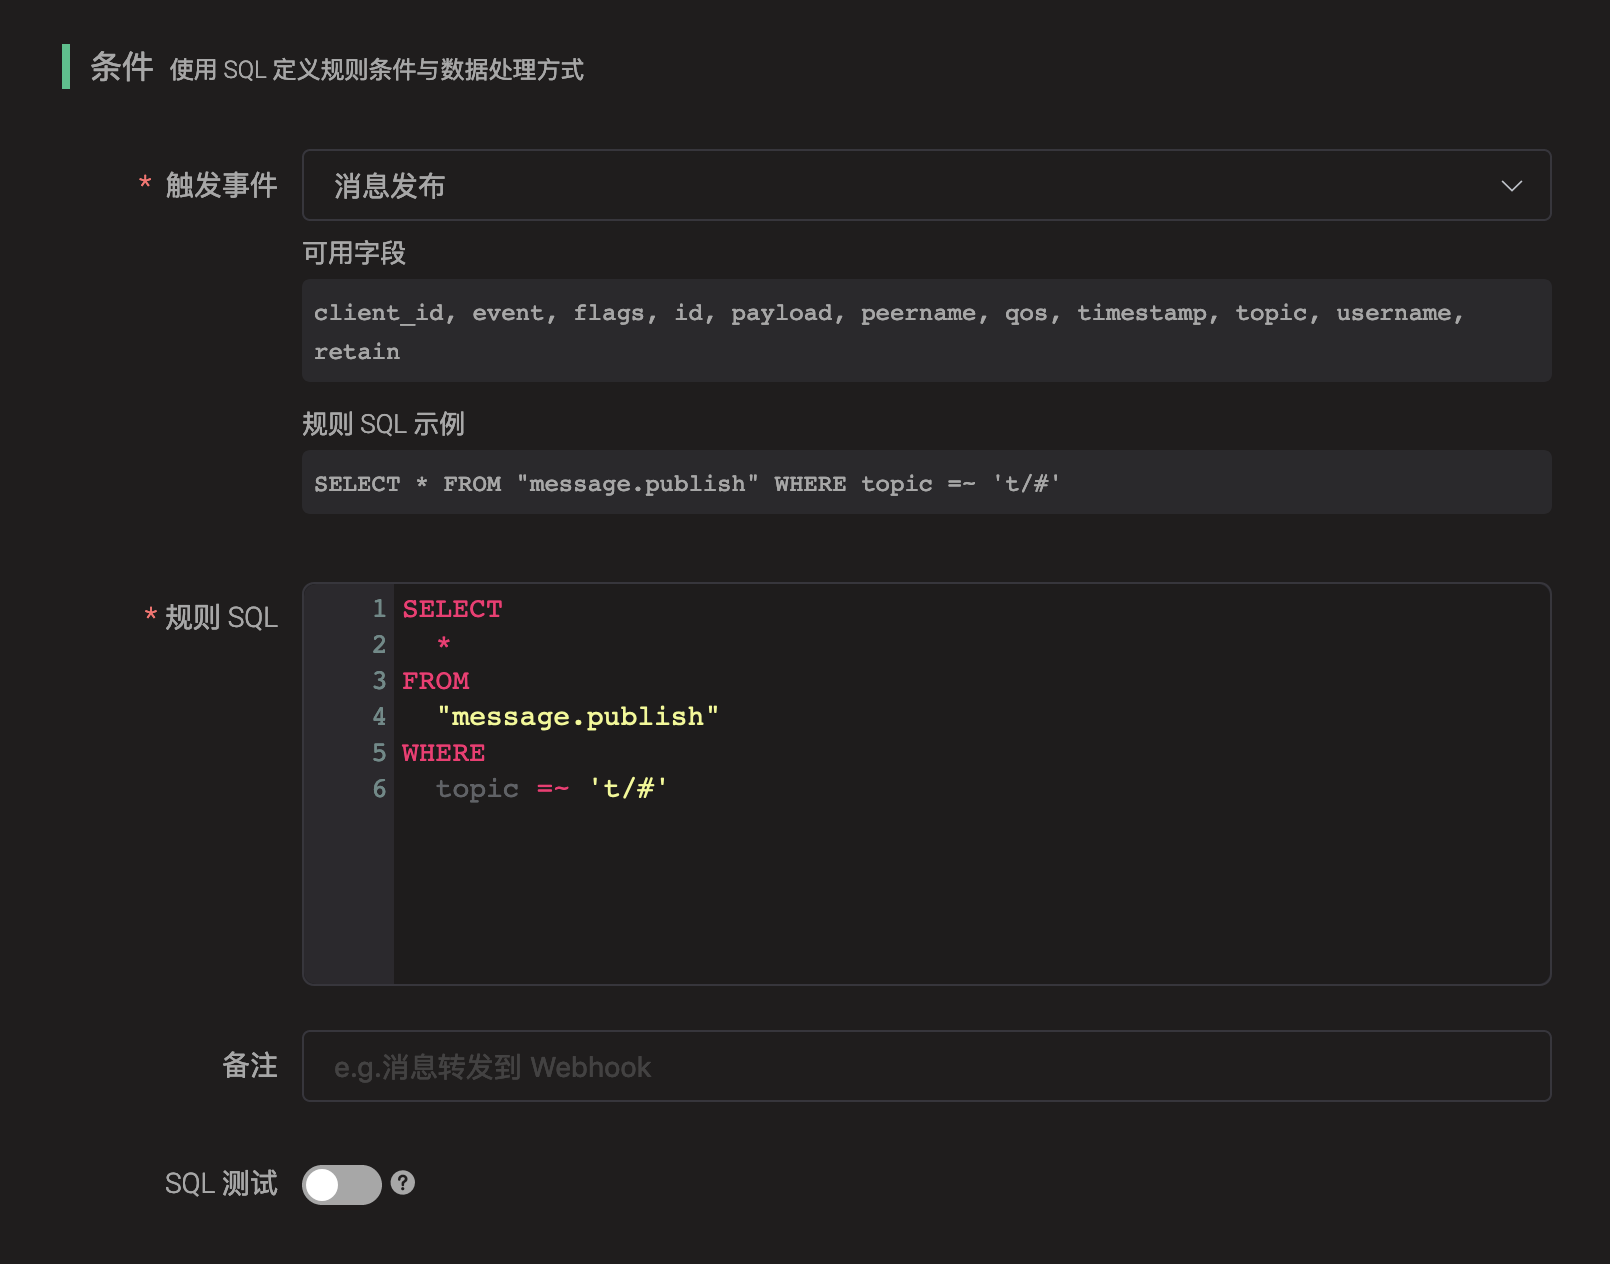 条件 使用 SQL 定义规则条件与数据处理方式
* 触发事件 消息发布
可用字段
client_id, event, flags, id, payload, peername, qos, timestamp, topic, username,
retain
规则 SQL 示例
SELECT * FROM "message.publish" WHERE topic =~ 't/#'
* 规则 SQL
1 SELECT
2 *
3 FROM
4 "message.publish"
5 WHERE
6 topic =~ 't/#'
备注 e.g.消息转发到 Webhook
SQL 测试 ?